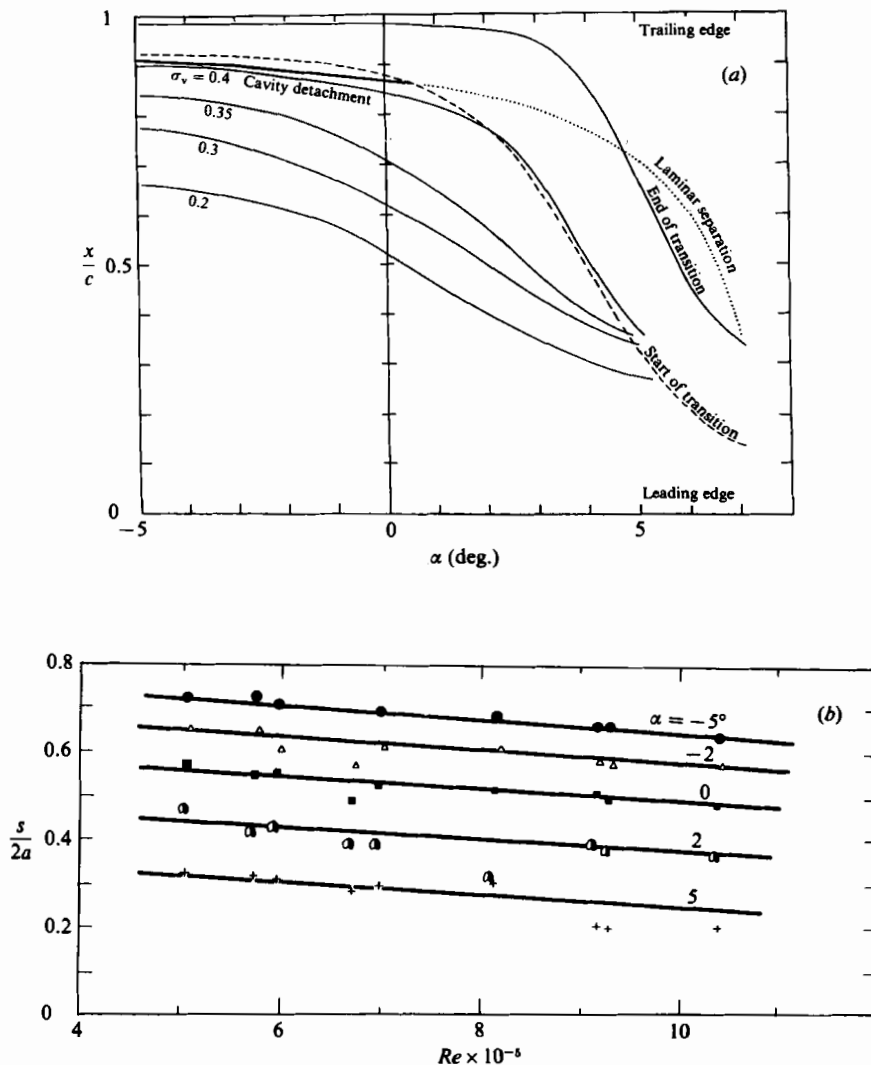 1
Trailing edge
(a)
σv = 0.4
Cavity detachment
0.35
0.3
0.2
Laminar separation
End of transition
Start of transition
x/c
0.5
Leading edge
0
−5
0
5
α (deg.)
0.8
(b)
α = −5°
−2
0.6
0
s/2a
0.4
2
5
0.2
0
4
6
8
10
Re × 10⁻⁵